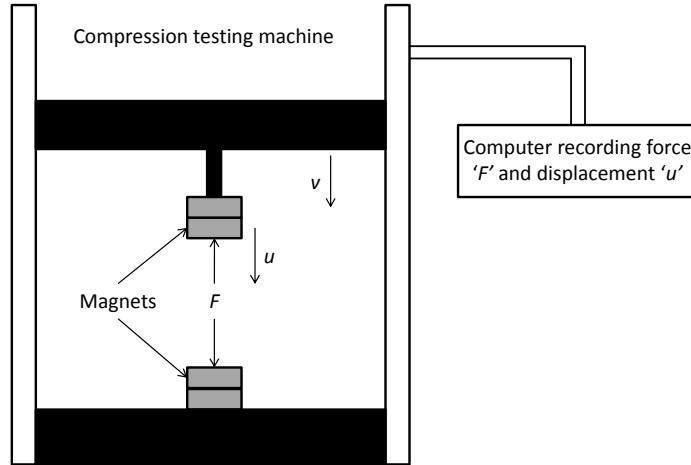 Compression testing machine
Computer recording force
‘F’ and displacement ‘u’
v
u
Magnets
F